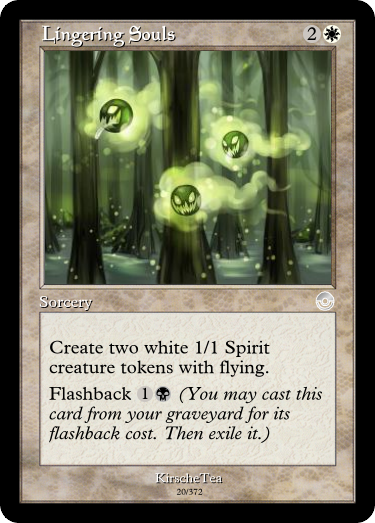 Lingering Souls 2
Sorcery
Create two white 1/1 Spirit
creature tokens with flying.
Flashback 1 (You may cast this
card from your graveyard for its
flashback cost. Then exile it.)
KirscheTea
20/372